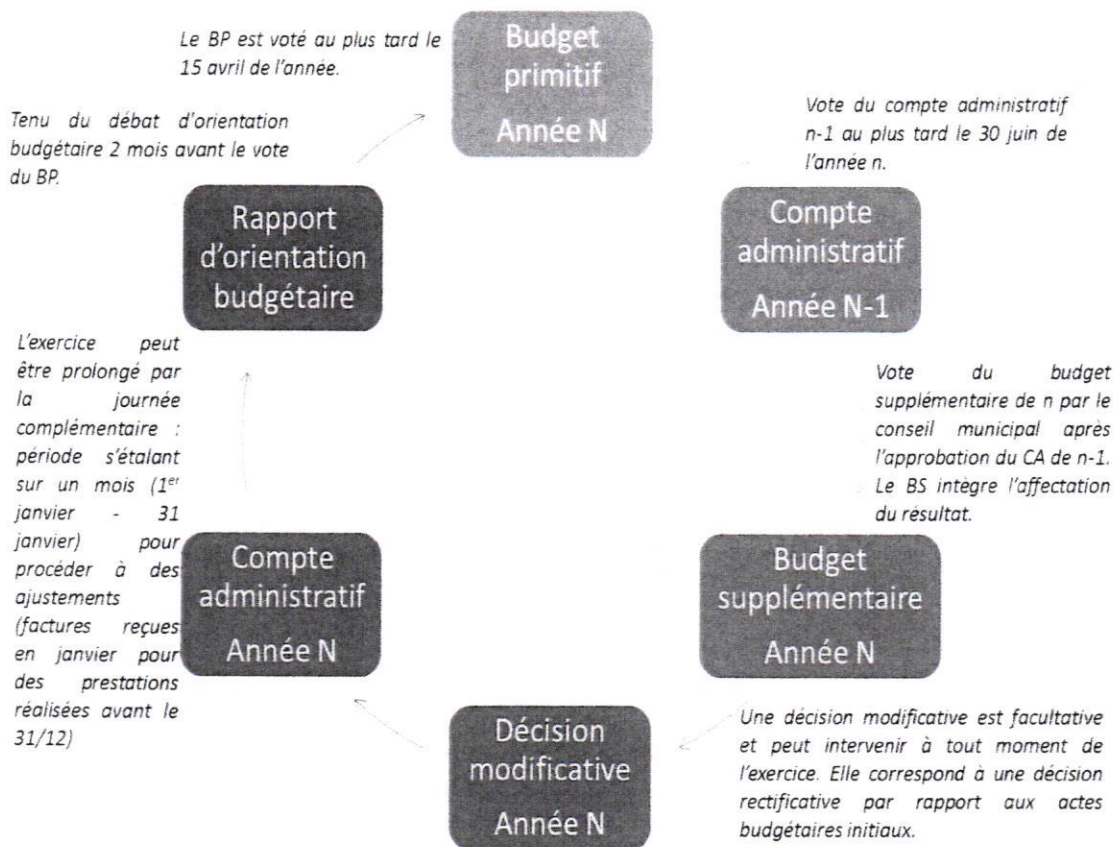 Le BP est voté au plus tard le
15 avril de l'année.
Budget
primitif
Année N
Tenu du débat d'orientation
budgétaire 2 mois avant le vote
du BP.
Vote du compte administratif
n-1 au plus tard le 30 juin de
l'année n.
Rapport
d'orientation
budgétaire
Compte
administratif
Année N-1
L'exercice peut
être prolongé par
la journée
complémentaire :
période s'étalant
sur un mois (1er
janvier - 31
janvier) pour
procéder à des
ajustements
(factures reçues
en janvier pour
des prestations
réalisées avant le
31/12)
Vote du budget
supplémentaire de n par le
conseil municipal après
l'approbation du CA de n-1.
Le BS intègre l'affectation
du résultat.
Compte
administratif
Année N
Budget
supplémentaire
Année N
Décision
modificative
Année N
Une décision modificative est facultative
et peut intervenir à tout moment de
l'exercice. Elle correspond à une décision
rectificative par rapport aux actes
budgétaires initiaux.